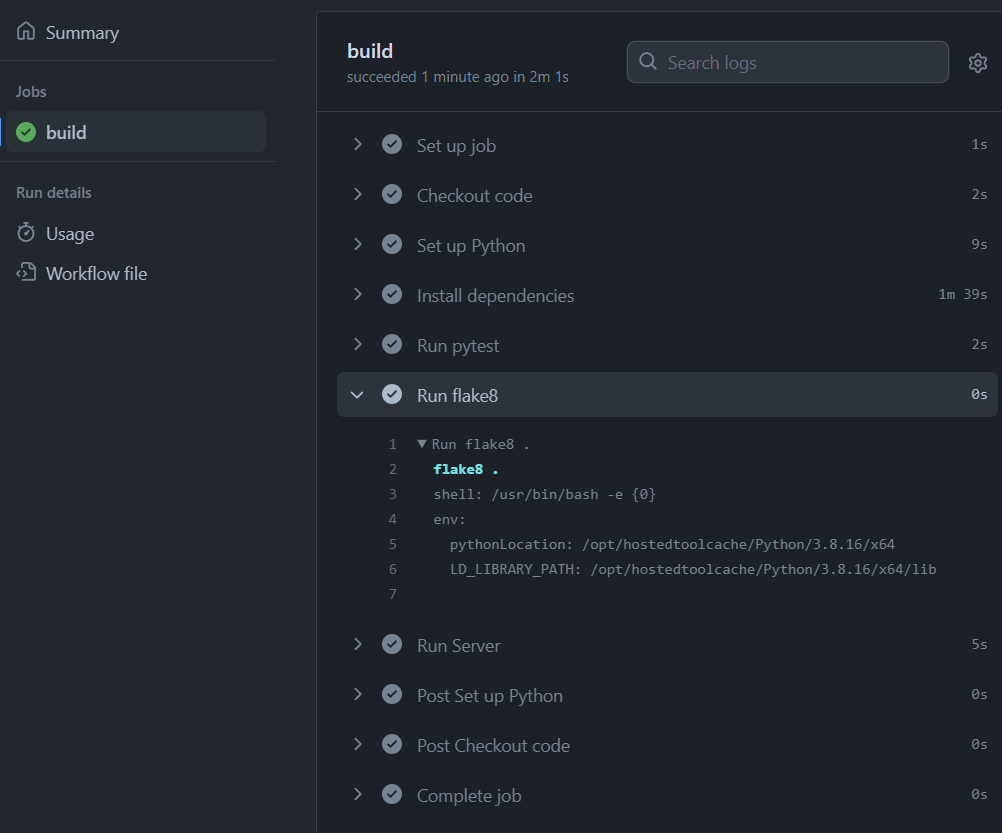 Summary
Jobs
build
Run details
Usage
Workflow file
build
succeeded 1 minute ago in 2m 1s
Search logs
Set up job 1s
Checkout code 2s
Set up Python 9s
Install dependencies 1m 39s
Run pytest 2s
Run flake8 0s
1 Run flake8 .
2 flake8 .
3 shell: /usr/bin/bash -e {0}
4 env:
5 pythonLocation: /opt/hostedtoolcache/Python/3.8.16/x64
6 LD_LIBRARY_PATH: /opt/hostedtoolcache/Python/3.8.16/x64/lib
7
Run Server 5s
Post Set up Python 0s
Post Checkout code 0s
Complete job 0s